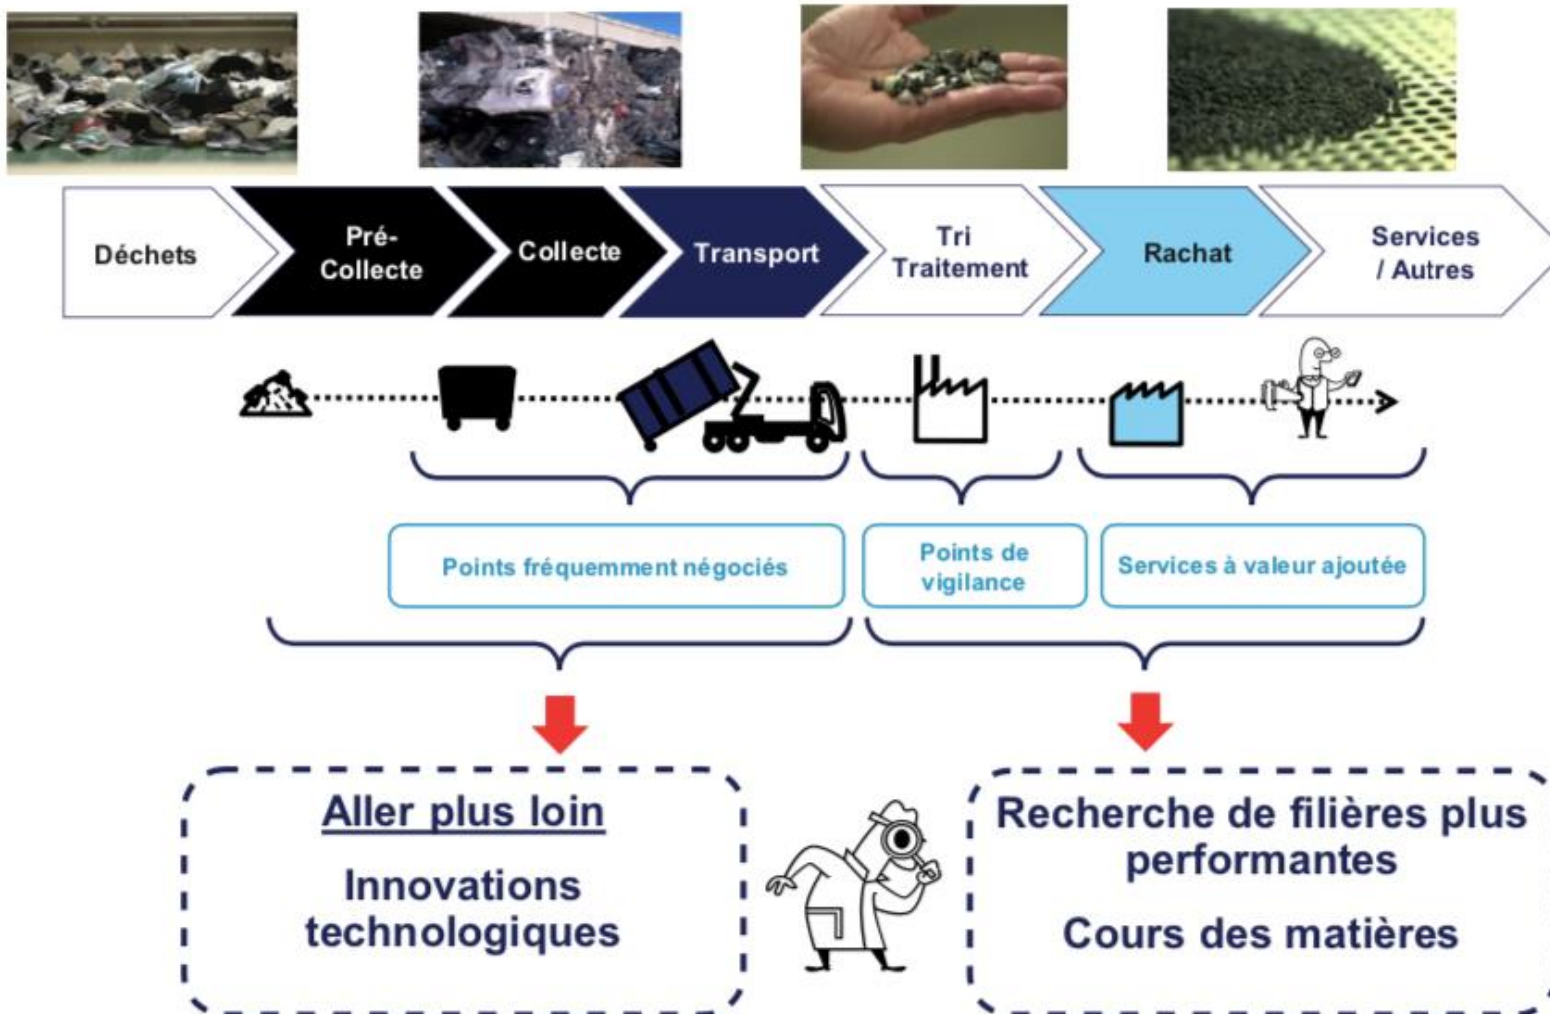 Déchets
Pré-
Collecte
Collecte
Transport
Tri
Traitement
Rachat
Services
/ Autres
Points fréquemment négociés
Points de
vigilance
Services à valeur ajoutée
Aller plus loin
Innovations
technologiques
Recherche de filières plus
performantes
Cours des matières